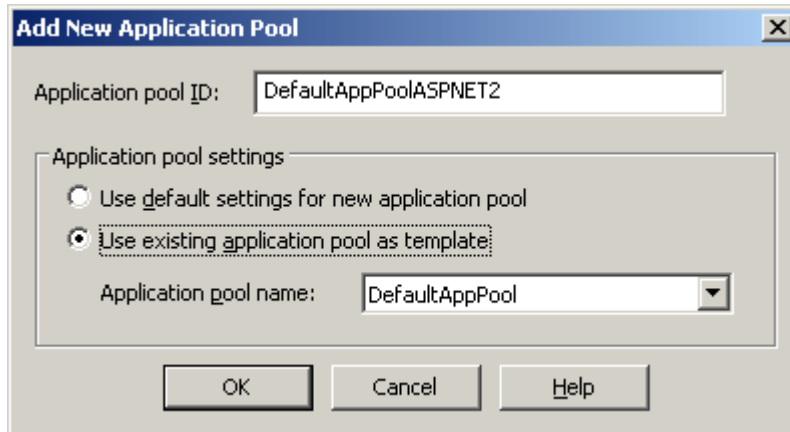 Add New Application Pool
Application pool ID: DefaultAppPoolASPNET2
Application pool settings
Use default settings for new application pool
Use existing application pool as template
Application pool name: DefaultAppPool
OK Cancel Help